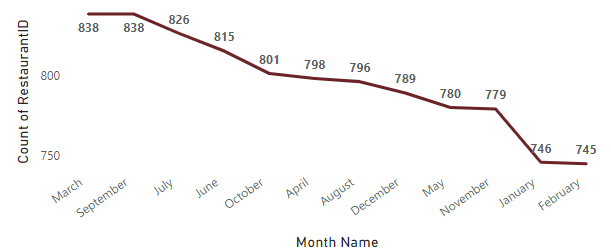 Count of RestaurantID
800
750
838
838
826
815
801
798
796
789
780
779
746
745
March
September
July
June
October
April
August
December
May
November
January
February
Month Name